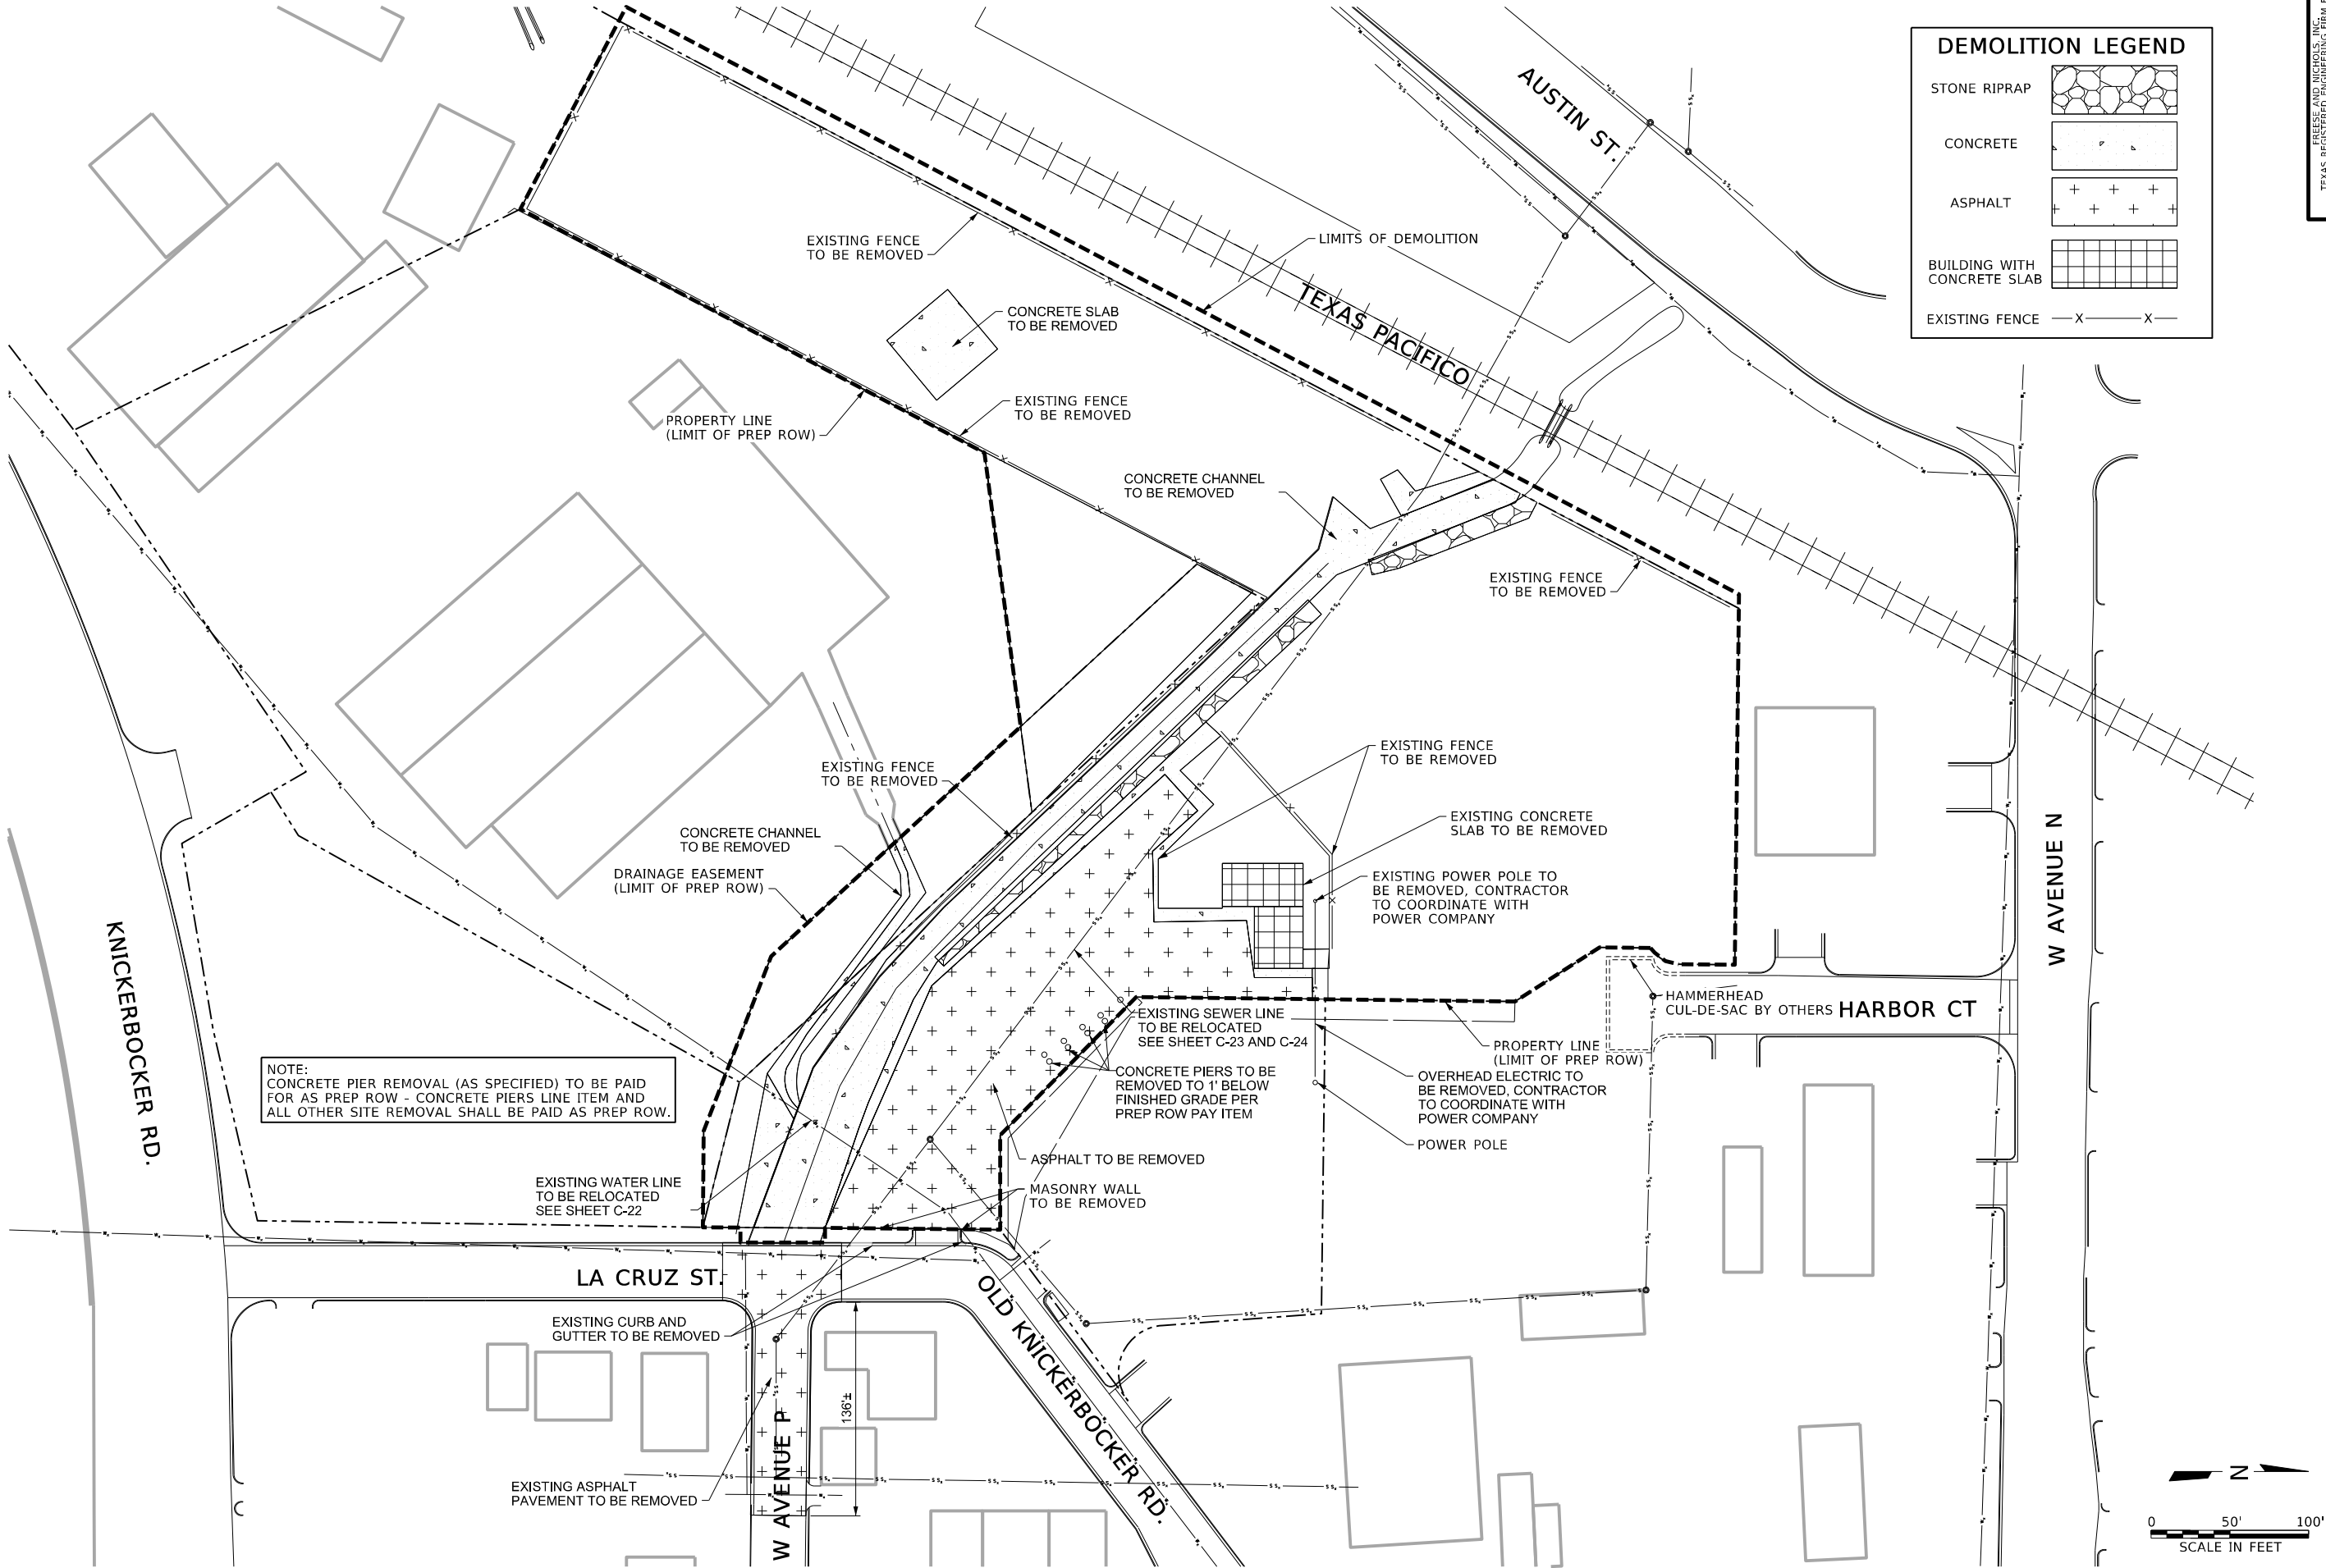 DEMOLITION LEGEND
STONE RIPRAP
CONCRETE
ASPHALT
BUILDING WITH
CONCRETE SLAB
EXISTING FENCE
X
X
FREESE AND NICHOLS, INC.
AUSTIN ST.
LIMITS OF DEMOLITION
TEXAS PACIFICO
EXISTING FENCE
TO BE REMOVED
CONCRETE SLAB
TO BE REMOVED
EXISTING FENCE
TO BE REMOVED
PROPERTY LINE
(LIMIT OF PREP ROW)
CONCRETE CHANNEL
TO BE REMOVED
EXISTING FENCE
TO BE REMOVED
EXISTING FENCE
TO BE REMOVED
EXISTING FENCE
TO BE REMOVED
EXISTING CONCRETE
SLAB TO BE REMOVED
CONCRETE CHANNEL
TO BE REMOVED
DRAINAGE EASEMENT
(LIMIT OF PREP ROW)
EXISTING POWER POLE TO
BE REMOVED, CONTRACTOR
TO COORDINATE WITH
POWER COMPANY
W AVENUE N
KNICKERBOCKER RD.
HAMMERHEAD
CUL-DE-SAC BY OTHERS
HARBOR CT
EXISTING SEWER LINE
TO BE RELOCATED
SEE SHEET C-23 AND C-24
PROPERTY LINE
(LIMIT OF PREP ROW)
NOTE:
CONCRETE PIER REMOVAL (AS SPECIFIED) TO BE PAID
FOR AS PREP ROW - CONCRETE PIERS LINE ITEM AND
ALL OTHER SITE REMOVAL SHALL BE PAID AS PREP ROW.
CONCRETE PIERS TO BE
REMOVED TO 1' BELOW
FINISHED GRADE PER
PREP ROW PAY ITEM
OVERHEAD ELECTRIC TO
BE REMOVED, CONTRACTOR
TO COORDINATE WITH
POWER COMPANY
POWER POLE
ASPHALT TO BE REMOVED
MASONRY WALL
TO BE REMOVED
EXISTING WATER LINE
TO BE RELOCATED
SEE SHEET C-22
LA CRUZ ST.
OLD KNICKERBOCKER RD.
EXISTING CURB AND
GUTTER TO BE REMOVED
136'±
W AVENUE P
EXISTING ASPHALT
PAVEMENT TO BE REMOVED
N
0 50' 100'
SCALE IN FEET